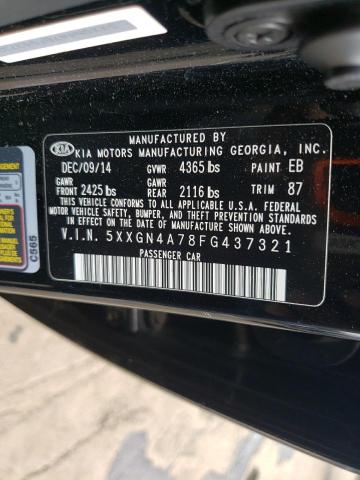 MANUFACTURED BY
KIA KIA MOTORS MANUFACTURING GEORGIA, INC.
DEC/09/14 GVWR 4365 lbs PAINT EB
GAWR FRONT 2425 lbs GAWR REAR 2116 lbs TRIM 87
THIS VEHICLE CONFORMS TO ALL APPLICABLE U.S.A. FEDERAL
MOTOR VEHICLE SAFETY, BUMPER, AND THEFT PREVENTION
STANDARDS IN EFFECT ON THE DATE OF MANUFACTURE SHOWN ABOVE.
V.I.N. 5XXGN4A78FG437321
PASSENGER CAR
C565